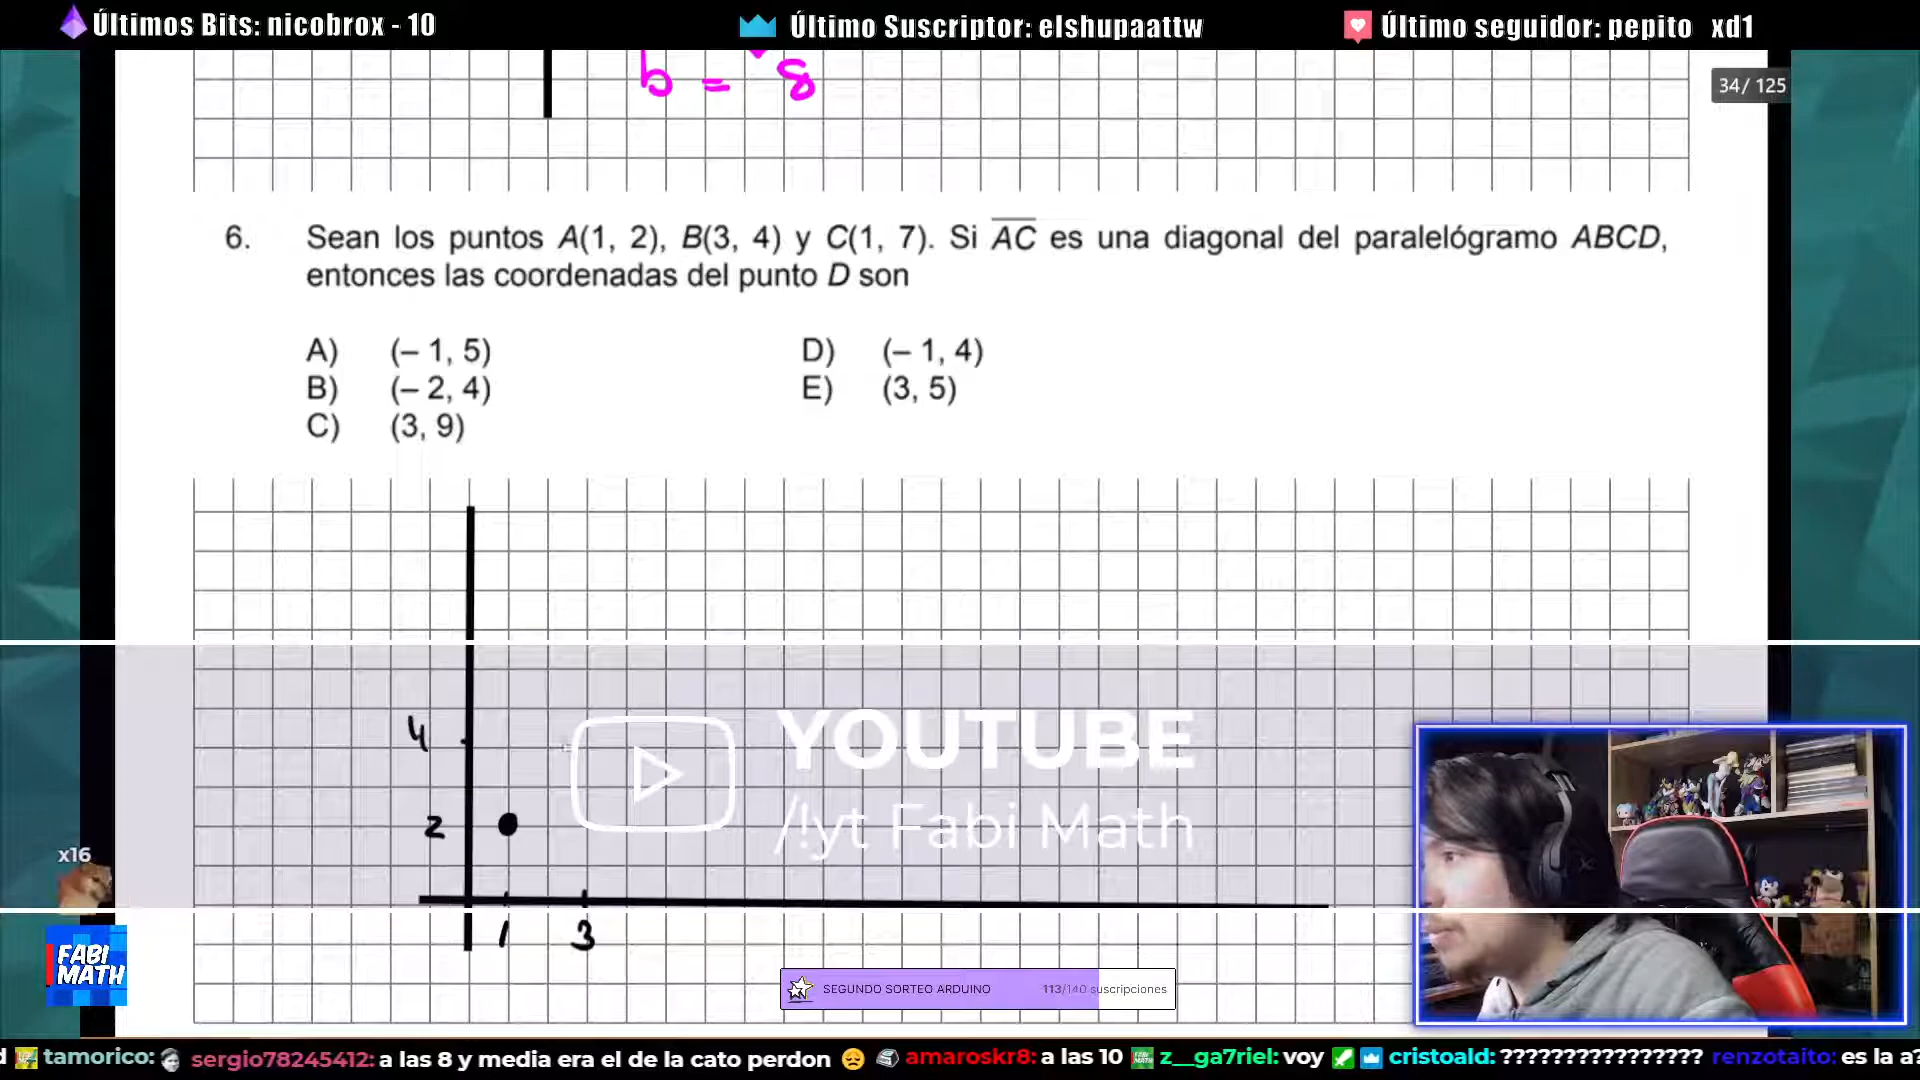 Últimos Bits: nicobrox - 10
Último Suscriptor: elshupaattw
Último seguidor: pepito xd1
b = 8
34 / 125
6. Sean los puntos A(1, 2), B(3, 4) y C(1, 7). Si AC es una diagonal del paralelógramo ABCD,
entonces las coordenadas del punto D son
A) (– 1, 5)
D) (– 1, 4)
B) (– 2, 4)
E) (3, 5)
C) (3, 9)
4
YOUTUBE
/!yt Fabi Math
2
x16
1 3
FABI
MATH
SEGUNDO SORTEO ARDUINO 113/140 suscripciones
d tamorico: sergio78245412: a las 8 y media era el de la cato perdon amaroskr8: a las 10 z__ga7riel: voy cristoald: ???????????????? renzotaito: es la a?